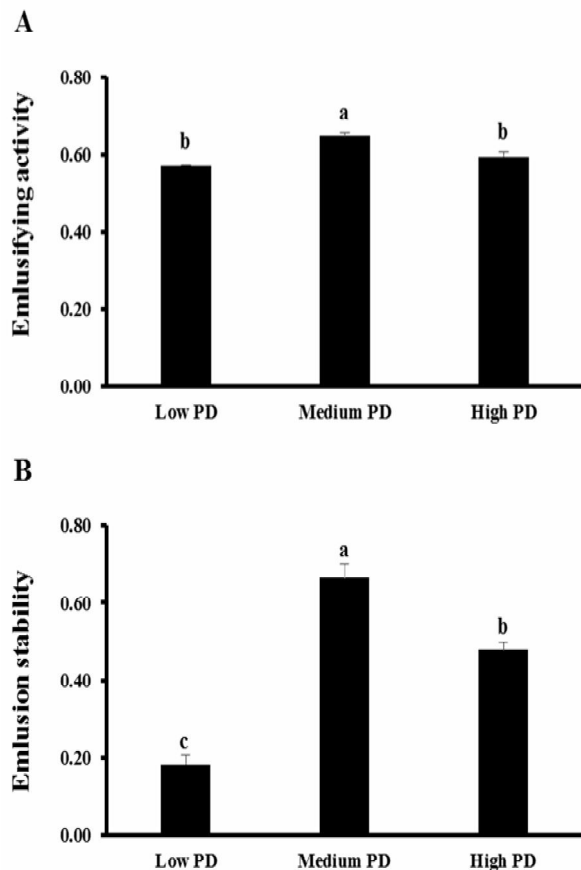 A
Emlusifying activity
0.80
0.60
0.40
0.20
0.00
b
a
b
Low PD
Medium PD
High PD
B
Emlusion stability
0.80
0.60
0.40
0.20
0.00
c
a
b
Low PD
Medium PD
High PD